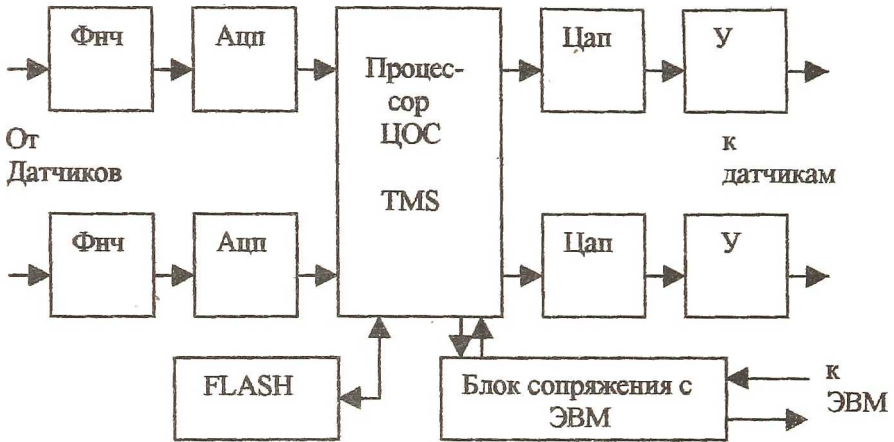 Фнч
Ацп
Процес-
сор
ЦОС
TMS
Цап
У
От
Датчиков
к
датчикам
Фнч
Ацп
Цап
У
FLASH
Блок сопряжения с
ЭВМ
к
ЭВМ